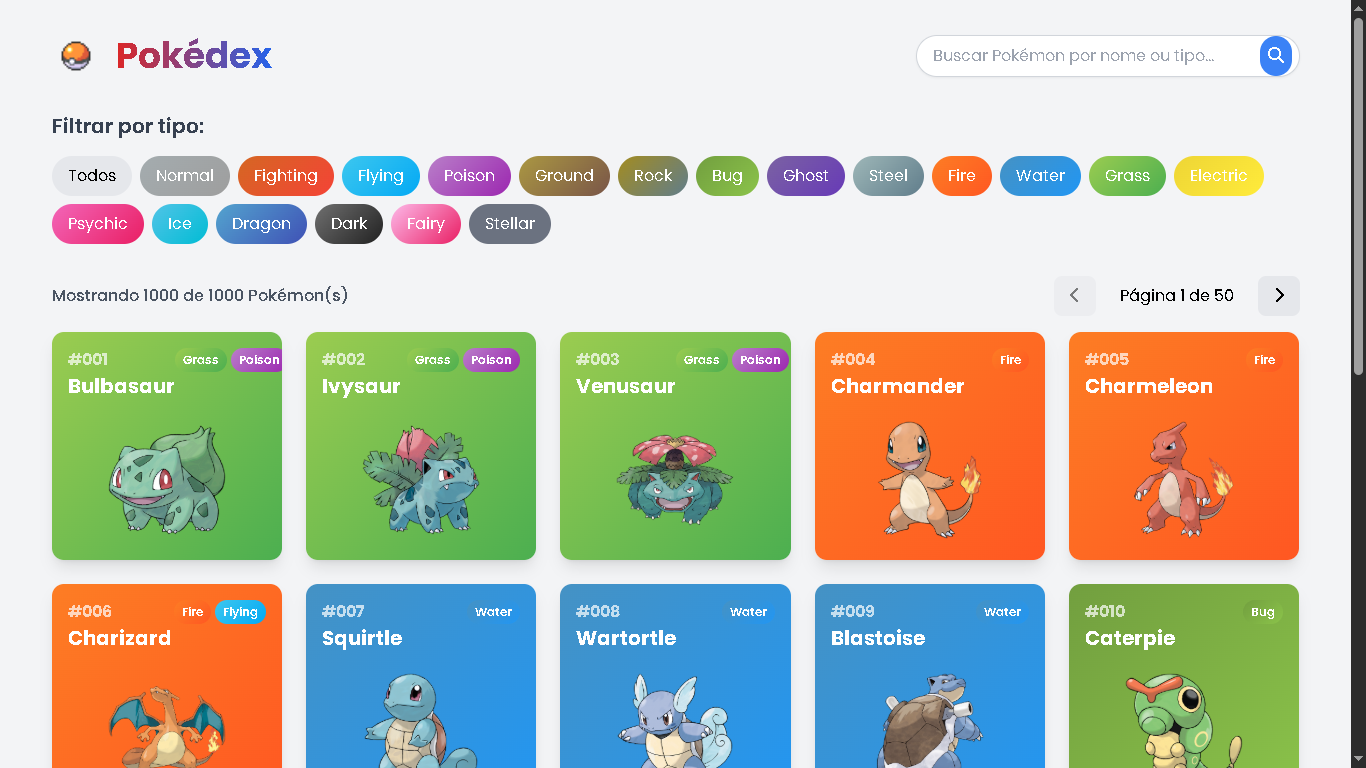 Pokédex
Buscar Pokémon por nome ou tipo...
Filtrar por tipo:
Todos Normal Fighting Flying Poison Ground Rock Bug Ghost Steel Fire Water Grass Electric
Psychic Ice Dragon Dark Fairy Stellar
Mostrando 1000 de 1000 Pokémon(s)
Página 1 de 50
#001 Grass Poison
Bulbasaur
#002 Grass Poison
Ivysaur
#003 Grass Poison
Venusaur
#004 Fire
Charmander
#005 Fire
Charmeleon
#006 Fire Flying
Charizard
#007 Water
Squirtle
#008 Water
Wartortle
#009 Water
Blastoise
#010 Bug
Caterpie